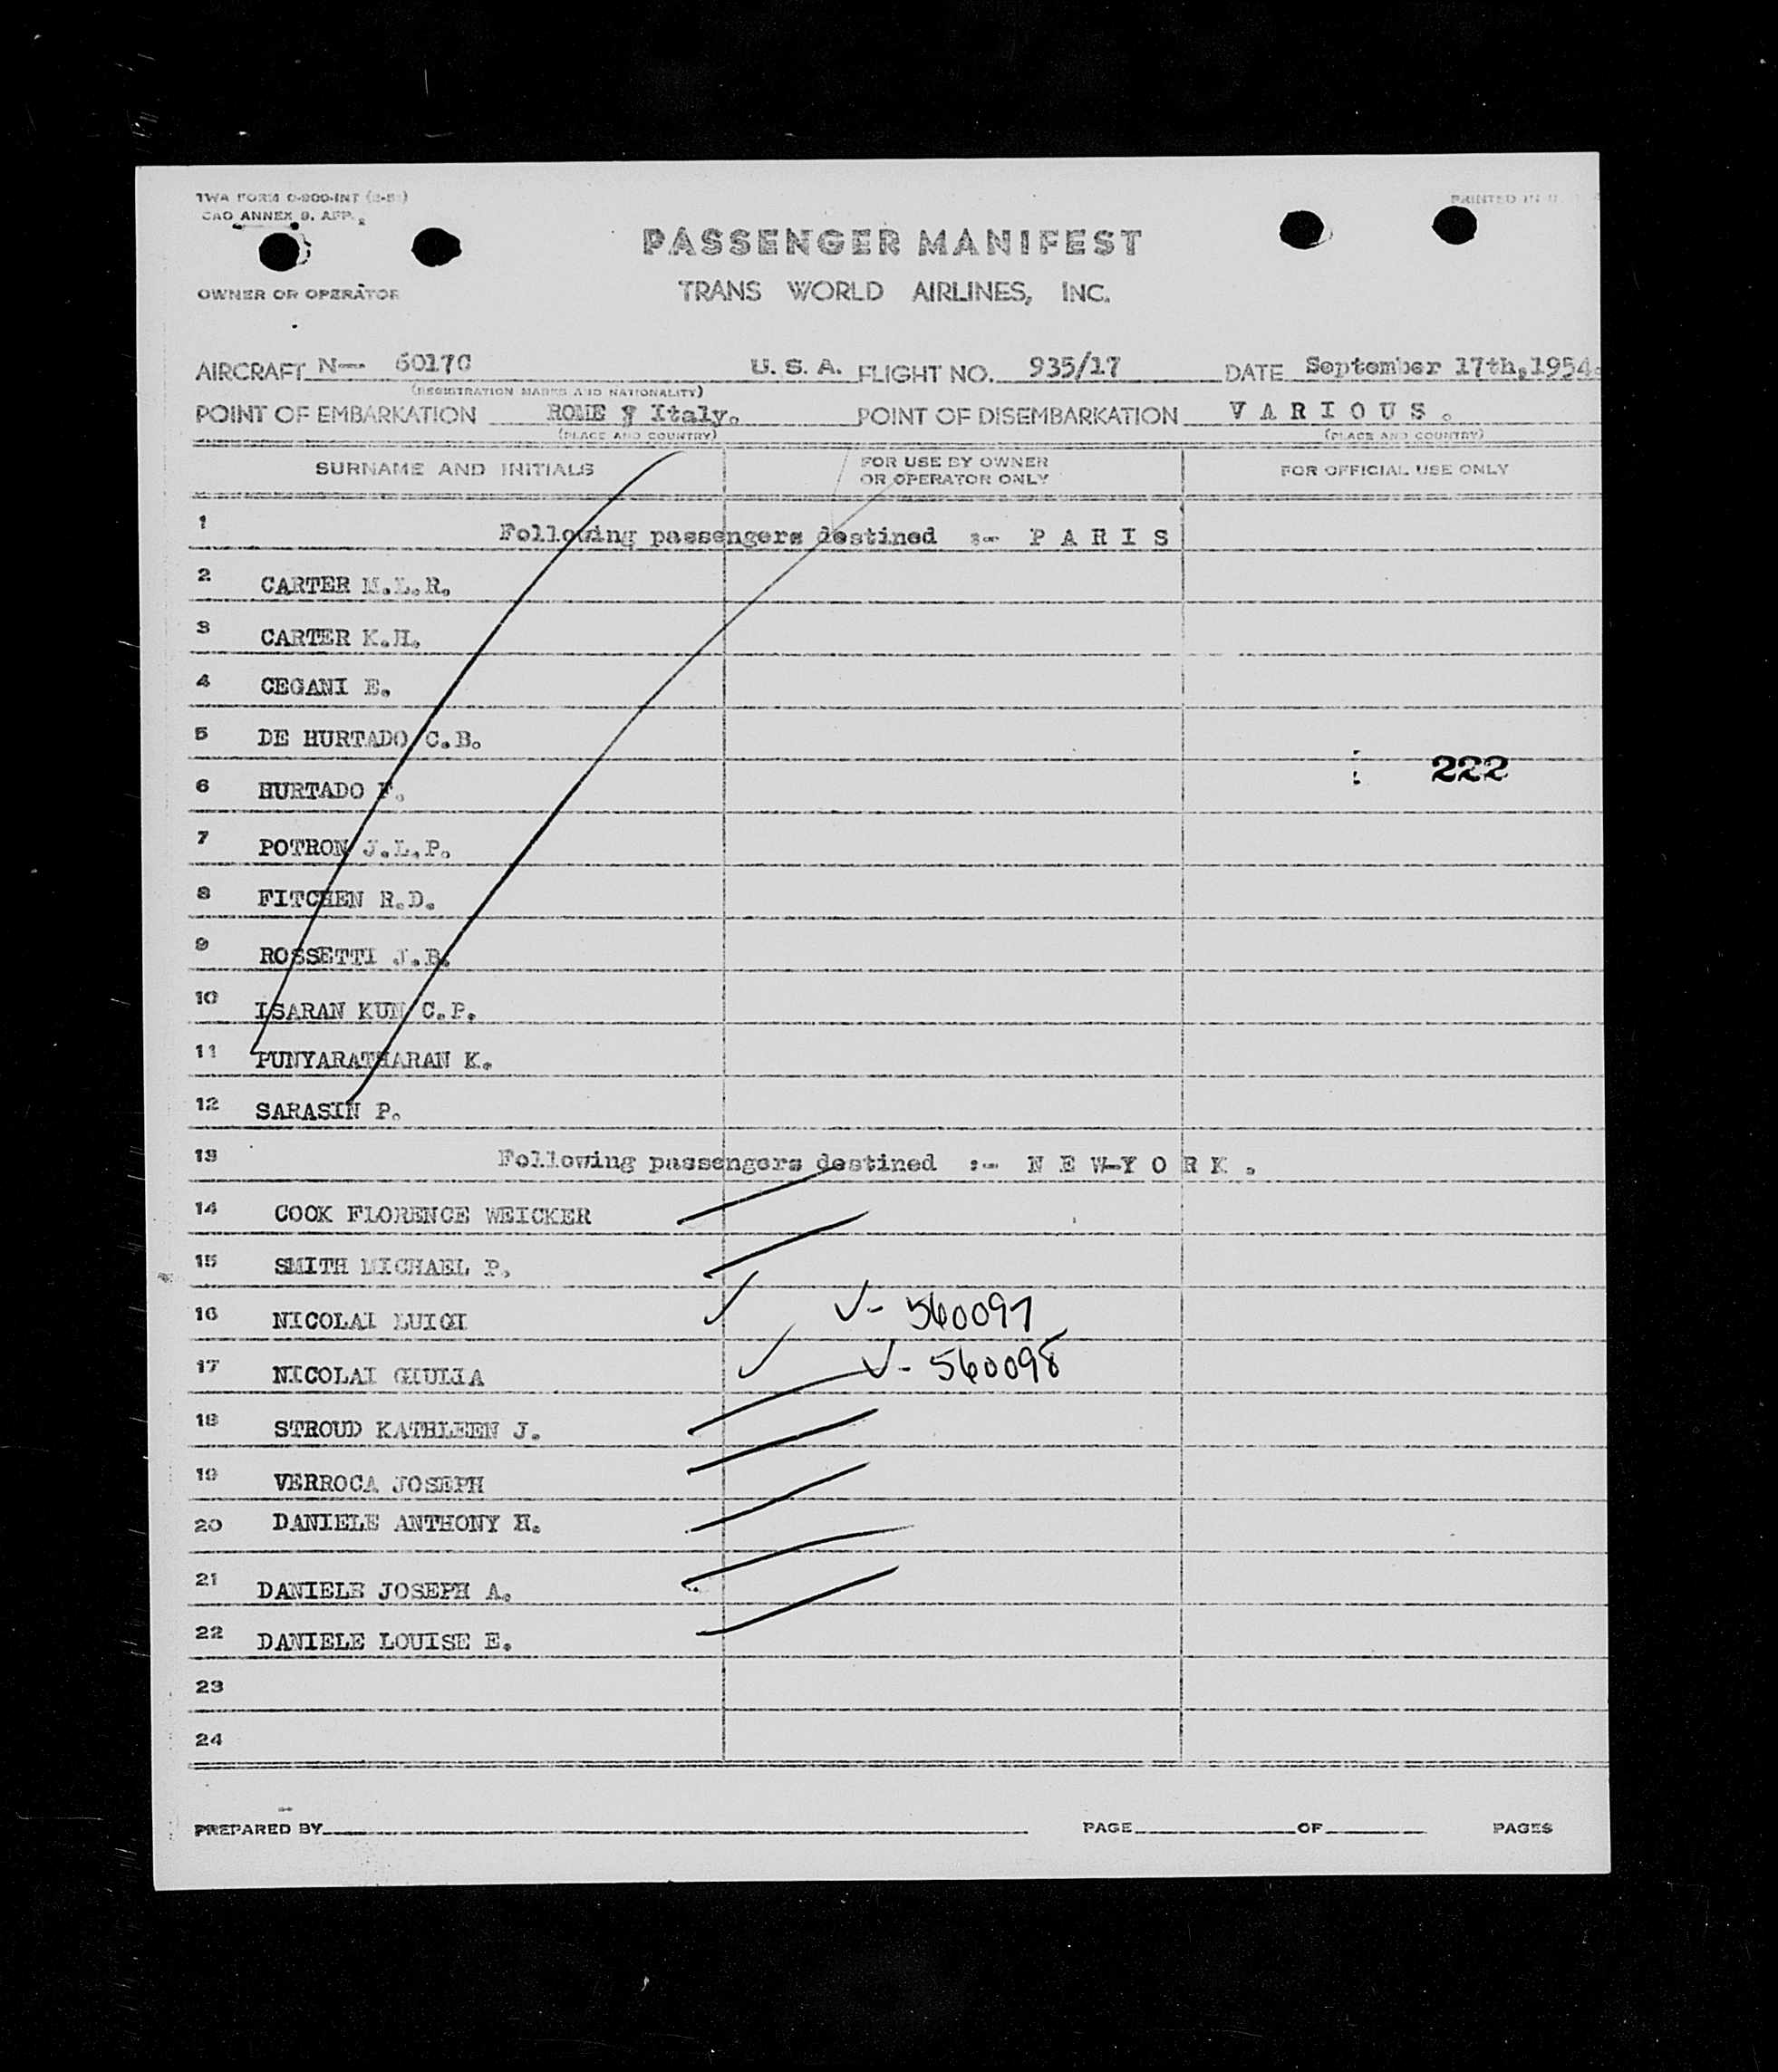 TWA FORM 0-900-INT
CAO ANNEX 9, APP.
PRINTED IN U.
PASSENGER MANIFEST
OWNER OR OPERATOR
TRANS WORLD AIRLINES, INC.
AIRCRAFT N— 6017C U. S. A. FLIGHT NO. 935/17 DATE September 17th,1954.
(REGISTRATION MARKS AND NATIONALITY)
POINT OF EMBARKATION ROME Italy. POINT OF DISEMBARKATION V A R I O U S .
(PLACE AND COUNTRY) (PLACE AND COUNTRY)
SURNAME AND INITIALS FOR USE BY OWNER OR OPERATOR ONLY FOR OFFICIAL USE ONLY
1 Following passengers destined :- P A R I S
2 CARTER M.L.R.
3 CARTER K.H.
4 CEGANI E.
5 DE HURTADO C.B.
222
6 HURTADO F.
7 POTRON J.L.P.
8 FITCHEN R.D.
9 ROSSETTI J.B.
10 ISARAN KUN C.P.
11 PUNYARATHARAN K.
12 SARASIN P.
13 Following passengers destined :- N E W-Y O R K .
14 COOK FLORENCE WEICKER
15 SMITH MICHAEL P.
16 NICOLAI LUIGI V- 560097
17 NICOLAI GIULIA V- 560098
18 STROUD KATHLEEN J.
19 VERROCA JOSEPH
20 DANIELE ANTHONY H.
21 DANIELE JOSEPH A.
22 DANIELE LOUISE E.
23
24
PREPARED BY PAGE OF PAGES